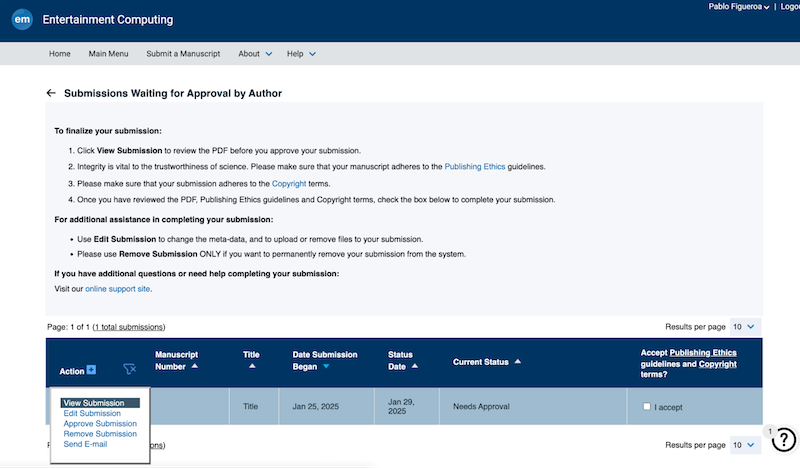 Pablo Figueroa | Logou
em Entertainment Computing
Home Main Menu Submit a Manuscript About Help
Submissions Waiting for Approval by Author
To finalize your submission:
1. Click View Submission to review the PDF before you approve your submission.
2. Integrity is vital to the trustworthiness of science. Please make sure that your manuscript adheres to the Publishing Ethics guidelines.
3. Please make sure that your submission adheres to the Copyright terms.
4. Once you have reviewed the PDF, Publishing Ethics guidelines and Copyright terms, check the box below to complete your submission.
For additional assistance in completing your submission:
• Use Edit Submission to change the meta-data, and to upload or remove files to your submission.
• Please use Remove Submission ONLY if you want to permanently remove your submission from the system.
If you have additional questions or need help completing your submission:
Visit our online support site.
Page: 1 of 1 (1 total submissions) Results per page 10
Action
Manuscript
Number
Title
Date Submission
Began
Status
Date
Current Status
Accept Publishing Ethics
guidelines and Copyright
terms?
View Submission
Edit Submission
Approve Submission
Remove Submission
Send E-mail
Title
Jan 25, 2025
Jan 29,
2025
Needs Approval
I accept
ons) Results per page 10
1
?